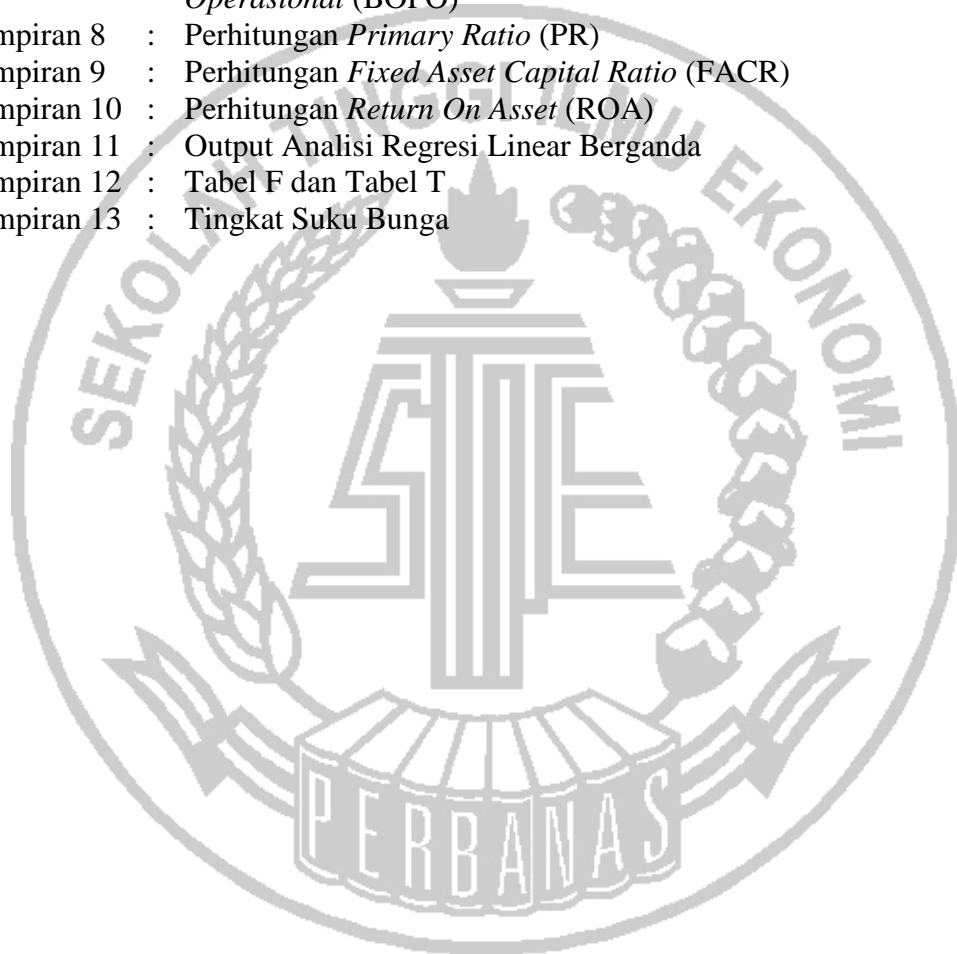 Operasional (BOPO)
mpiran 8 : Perhitungan Primary Ratio (PR)
mpiran 9 : Perhitungan Fixed Asset Capital Ratio (FACR)
mpiran 10 : Perhitungan Return On Asset (ROA)
mpiran 11 : Output Analisi Regresi Linear Berganda
mpiran 12 : Tabel F dan Tabel T
mpiran 13 : Tingkat Suku Bunga
SEKOLAH TINGGI ILMU EKONOMI
STIE
PERBANAS